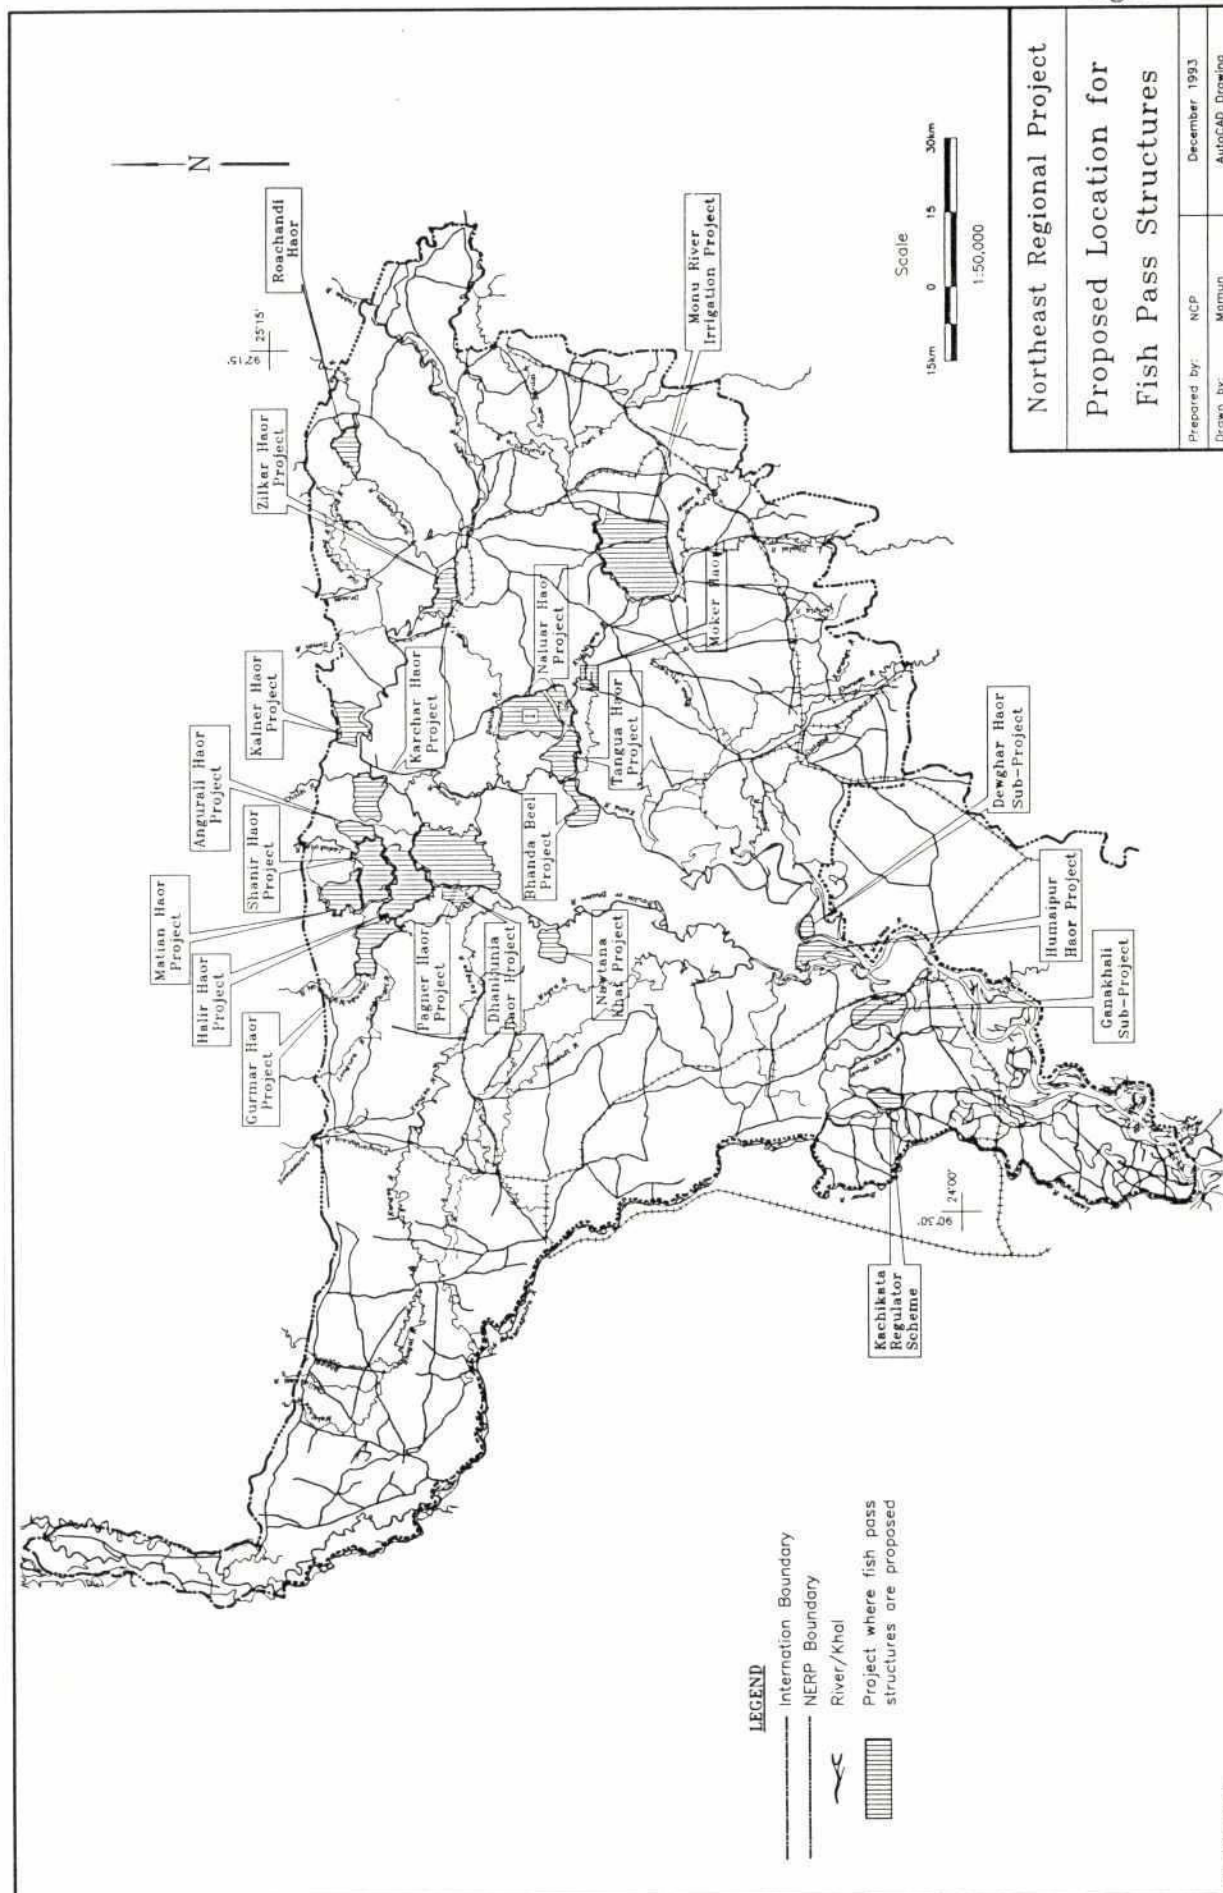 Northeast Regional Project
Proposed Location for
Fish Pass Structures
Prepared by: NCP
December 1993
Drawn by: Mamun
AutoCAD Drawing
N
Roachandi
Haor
Zilkar Haor
Project
Kalner Haor
Project
Karchar Haor
Project
Angurali Haor
Project
Shanir Haor
Project
Matian Haor
Project
Halir Haor
Project
Gurmar Haor
Project
Pagner Haor
Project
Dhankunia
Haor Project
Nawtana
Khal Project
Bhanda Beel
Project
Tangua Haor
Project
Naluar Haor
Project
I
Moker Haor
Monu River
Irrigation Project
Dewghar Haor
Sub-Project
Humaipur
Haor Project
Ganakhali
Sub-Project
Kachikata
Regulator
Scheme
92°15'
25°15'
90°30'
24°00'
Scale
15km 0 15 30km
1:50,000
LEGEND
Internation Boundary
NERP Boundary
River/Khal
Project where fish pass
structures are proposed